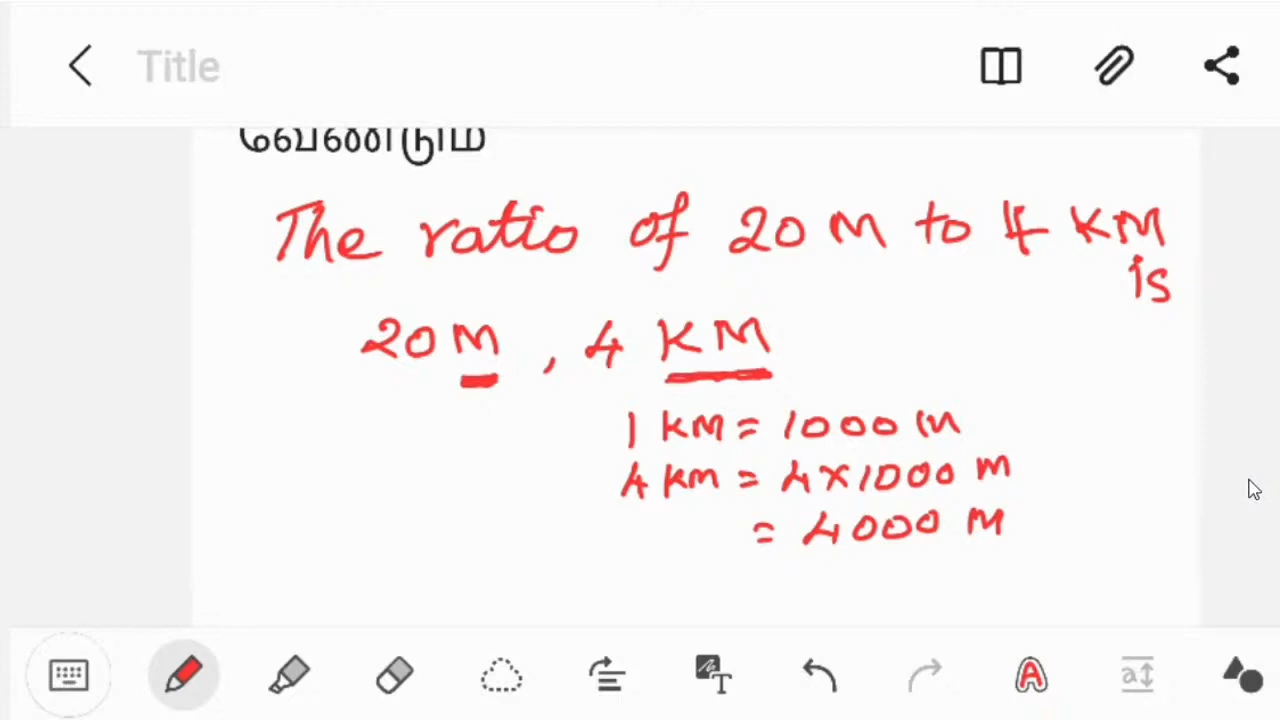 Title
வேண்டும்
The ratio of 20 M to 4 KM
is
20 M , 4 KM
1 KM = 1000 M
4 KM = 4×1000 M
= 4000 M